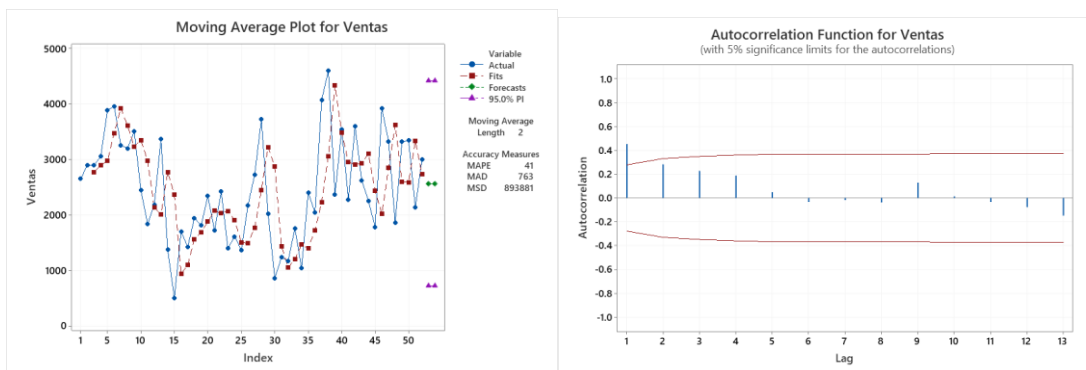 Moving Average Plot for Ventas
5000
4000
3000
2000
1000
0
Ventas
1 5 10 15 20 25 30 35 40 45 50
Index
Variable
Actual
Fits
Forecasts
95.0% PI
Moving Average
Length 2
Accuracy Measures
MAPE 41
MAD 763
MSD 893881
Autocorrelation Function for Ventas
(with 5% significance limits for the autocorrelations)
1.0
0.8
0.6
0.4
0.2
0.0
-0.2
-0.4
-0.6
-0.8
-1.0
Autocorrelation
1 2 3 4 5 6 7 8 9 10 11 12 13
Lag